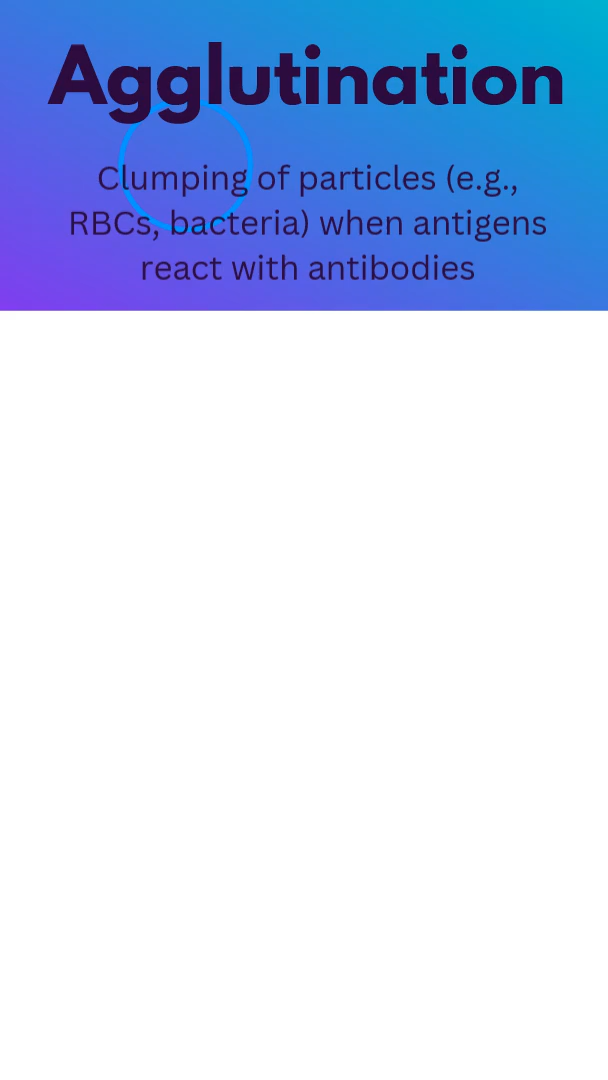 Agglutination
Clumping of particles (e.g.,
RBCs, bacteria) when antigens
react with antibodies